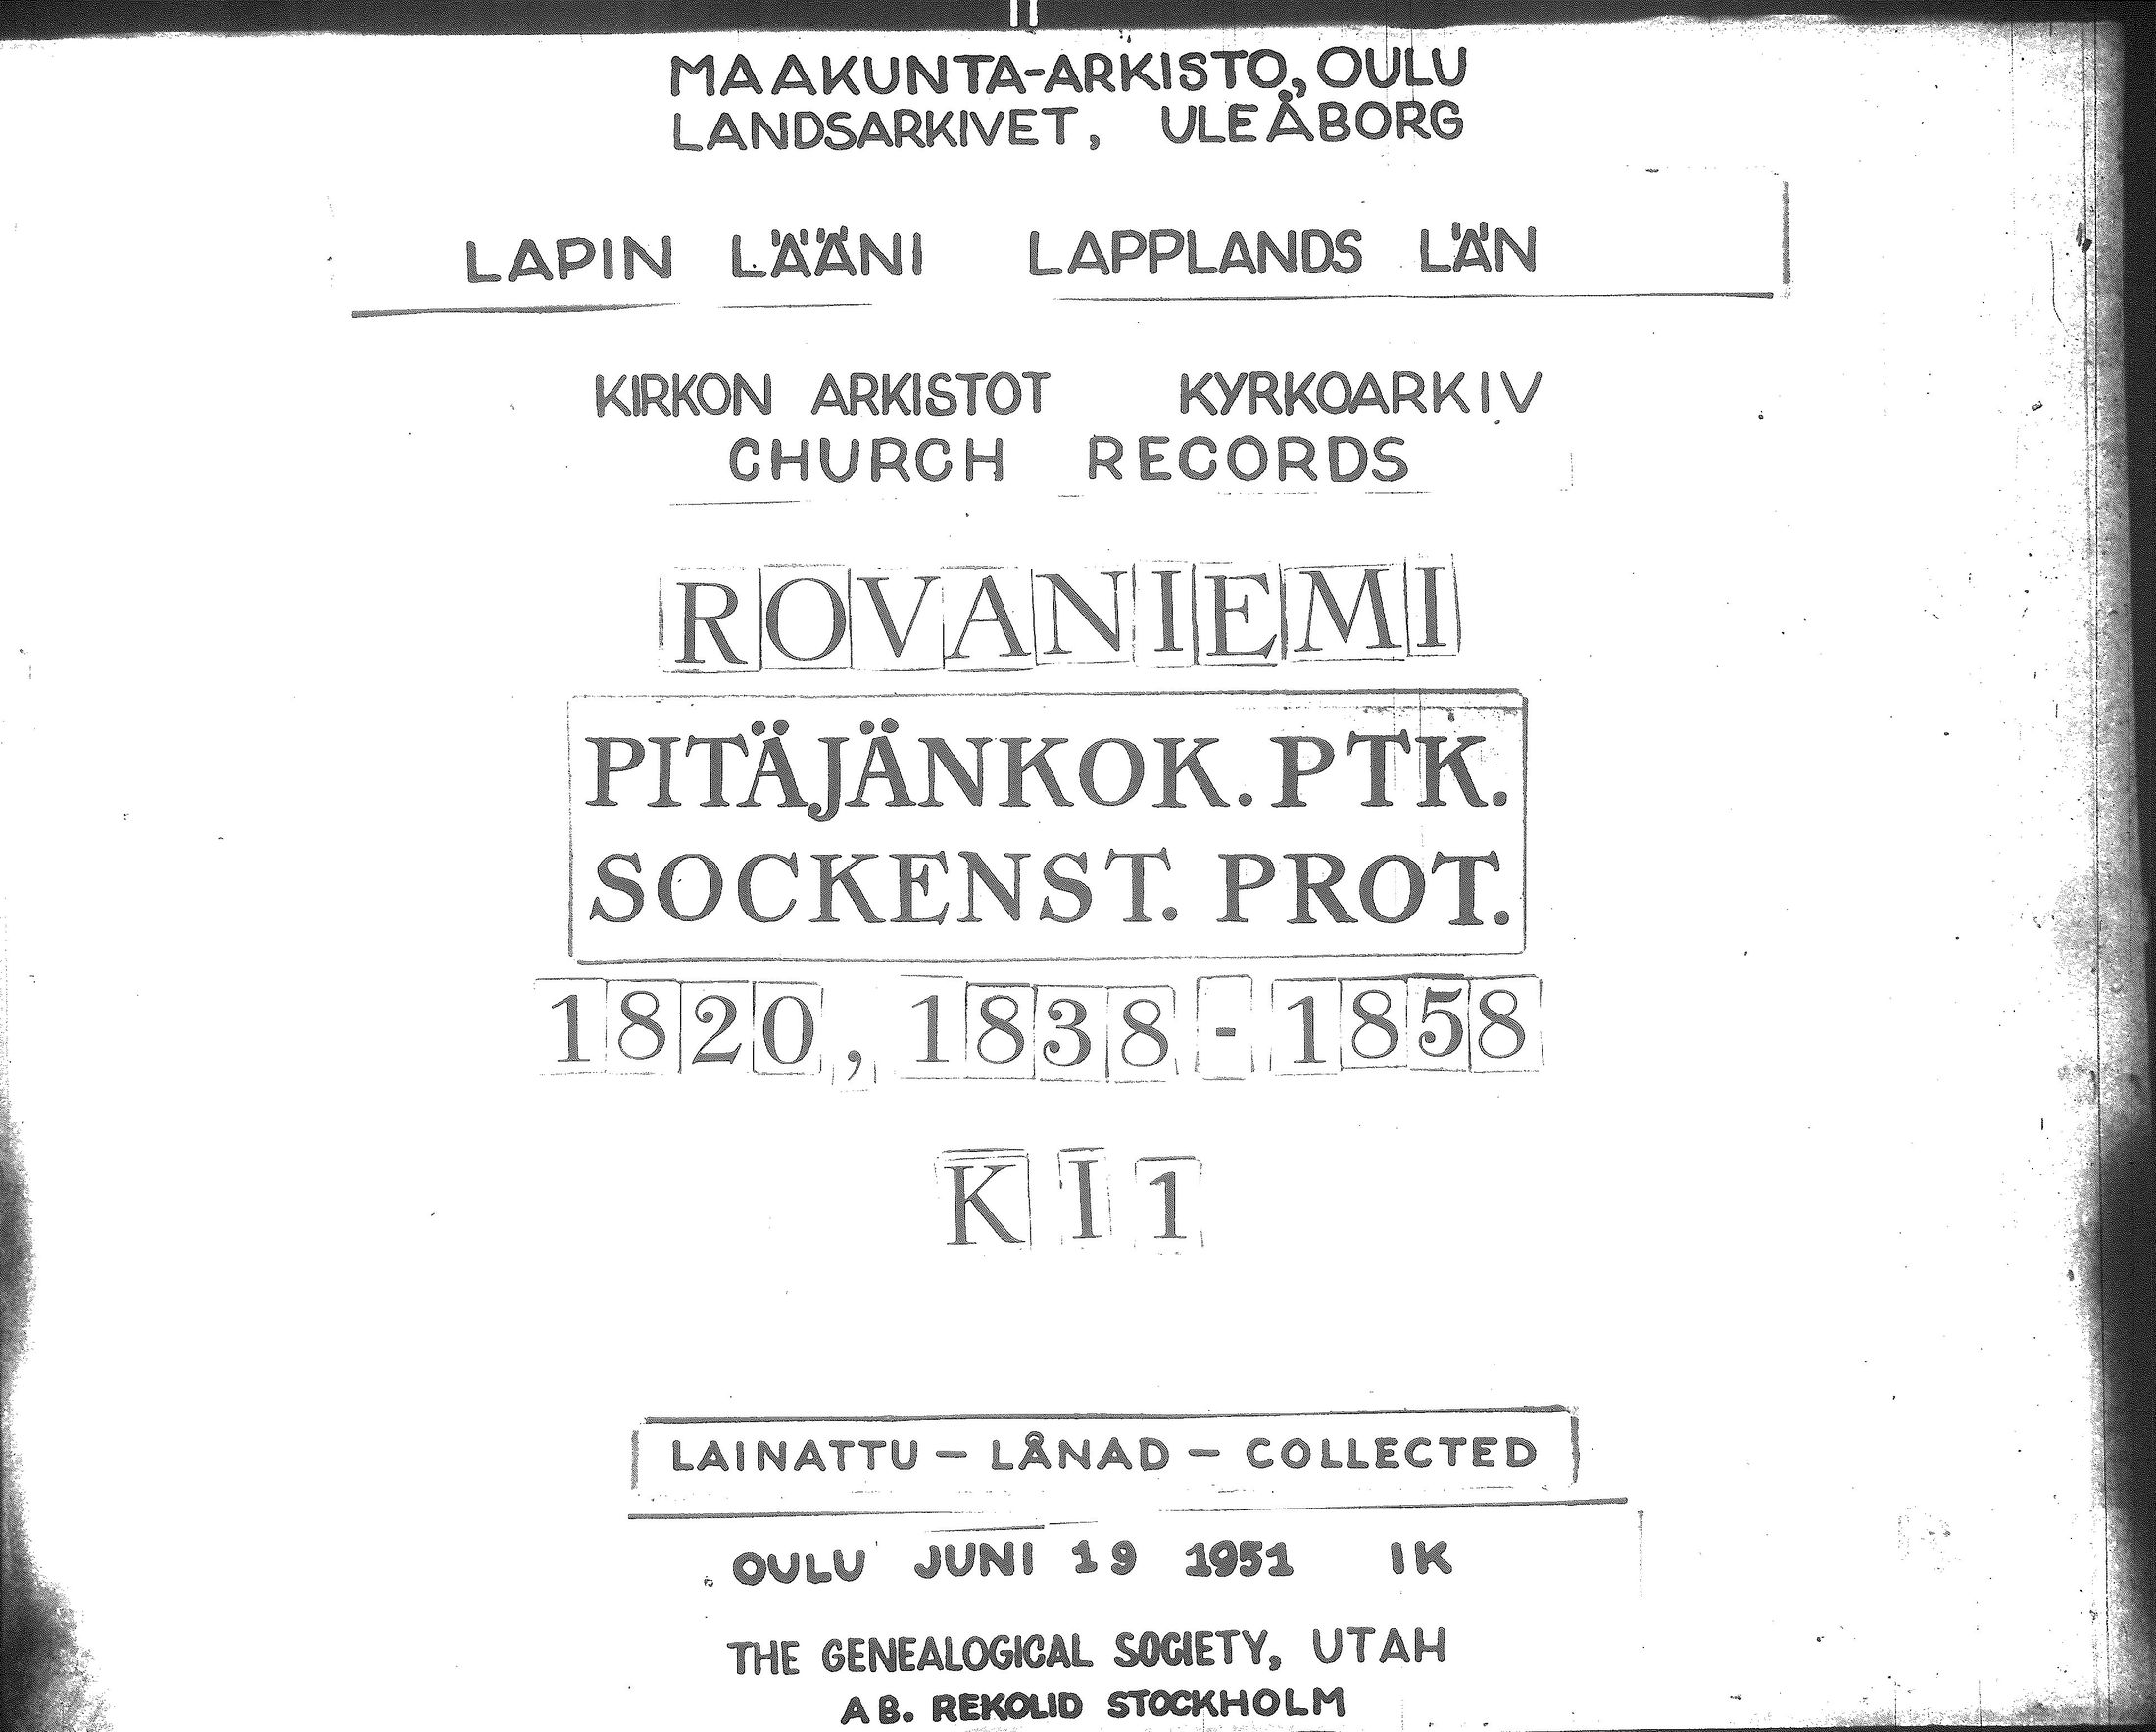 MAAKUNTA-ARKISTO, OULU
LANDSARKIVET, ULEÅBORG
LAPIN LÄÄNI LAPPLANDS LÄN
KIRKON ARKISTOT KYRKOARKIV
CHURCH RECORDS
ROVANIEMI
PITÄJÄNKOK. PTK.
SOCKENST. PROT.
1820, 1838-1858
K I 1
LAINATTU - LÅNAD - COLLECTED
OULU JUNI 19 1951 IK
THE GENEALOGICAL SOCIETY, UTAH
AB. REKOLID STOCKHOLM